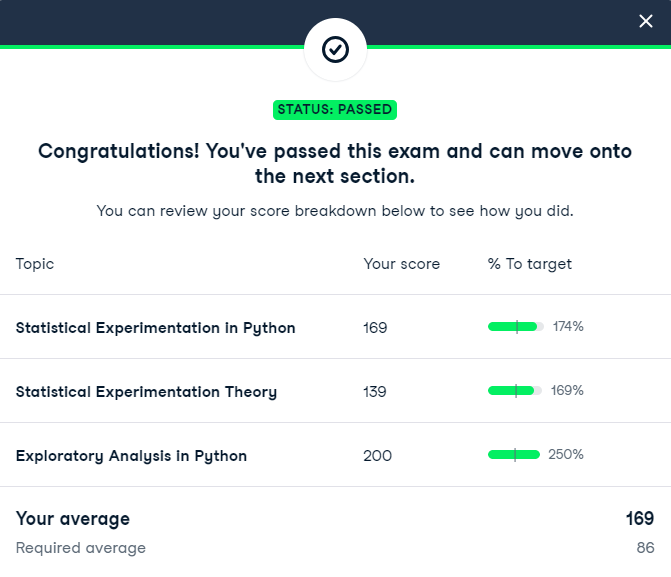 STATUS: PASSED
Congratulations! You've passed this exam and can move onto
the next section.
You can review your score breakdown below to see how you did.
Topic Your score % To target
Statistical Experimentation in Python 169 174%
Statistical Experimentation Theory 139 169%
Exploratory Analysis in Python 200 250%
Your average 169
Required average 86